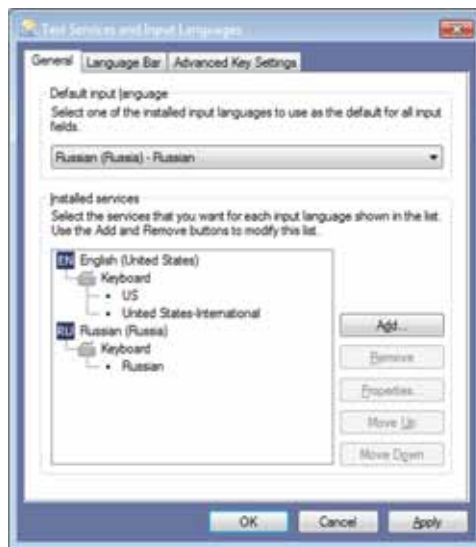 Text Services and Input Languages
General Language Bar Advanced Key Settings
Default input language
Select one of the installed input languages to use as the default for all input
fields.
Russian (Russia) - Russian
Installed services
Select the services that you want for each input language shown in the list.
Use the Add and Remove buttons to modify this list.
EN English (United States)
Keyboard
• US
• United States-International
RU Russian (Russia)
Keyboard
• Russian
Add...
Remove
Properties...
Move Up
Move Down
OK Cancel Apply